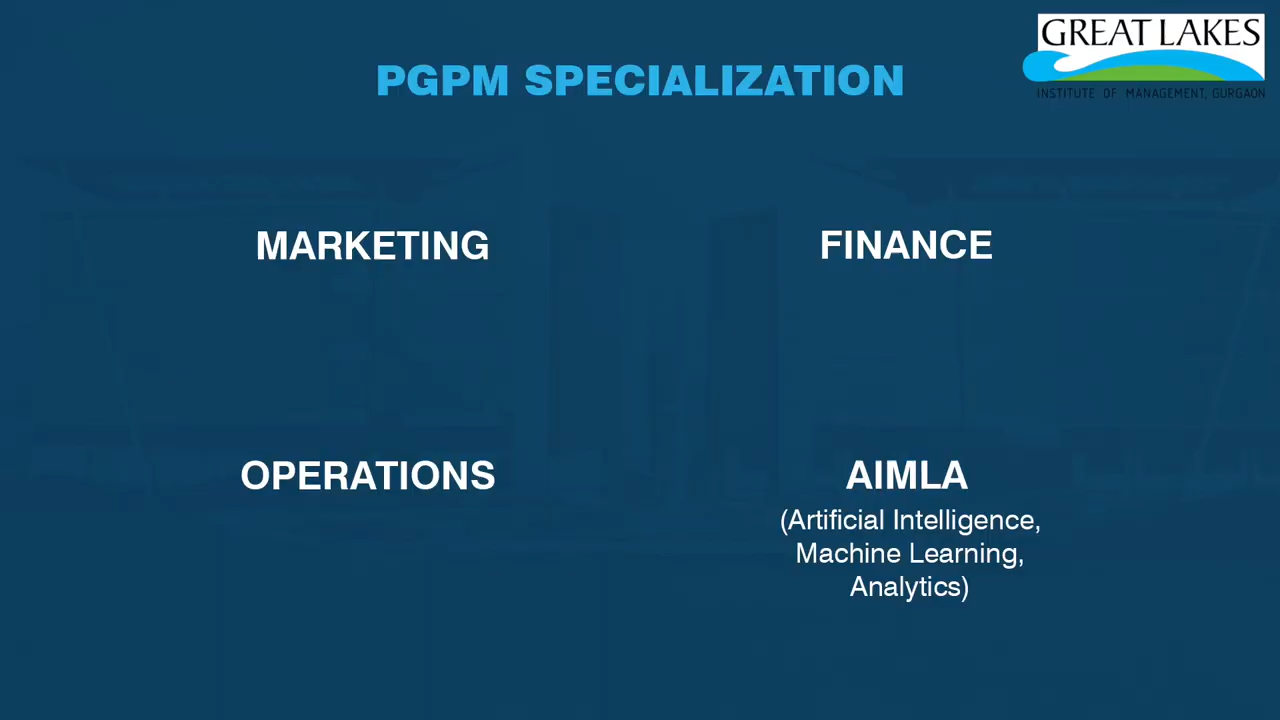 GREAT LAKES
INSTITUTE OF MANAGEMENT, GURGAON
PGPM SPECIALIZATION
MARKETING
FINANCE
OPERATIONS
AIMLA
(Artificial Intelligence,
Machine Learning,
Analytics)